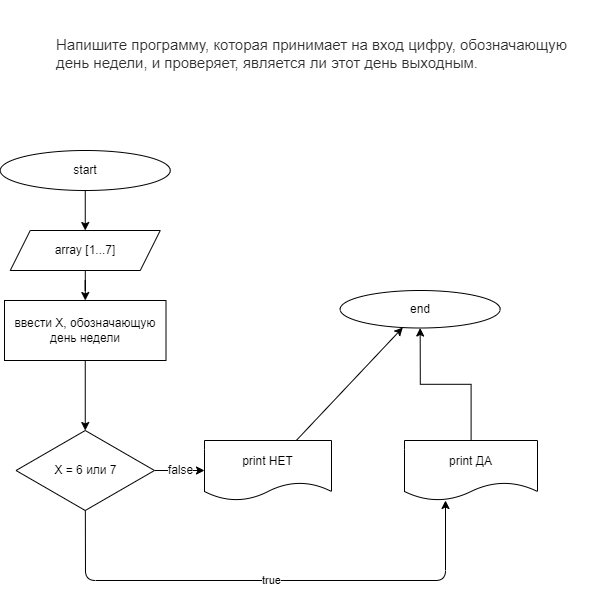 Напишите программу, которая принимает на вход цифру, обозначающую
день недели, и проверяет, является ли этот день выходным.
start
array [1...7]
ввести X, обозначающую
день недели
end
X = 6 или 7
false
print НЕТ
print ДА
true